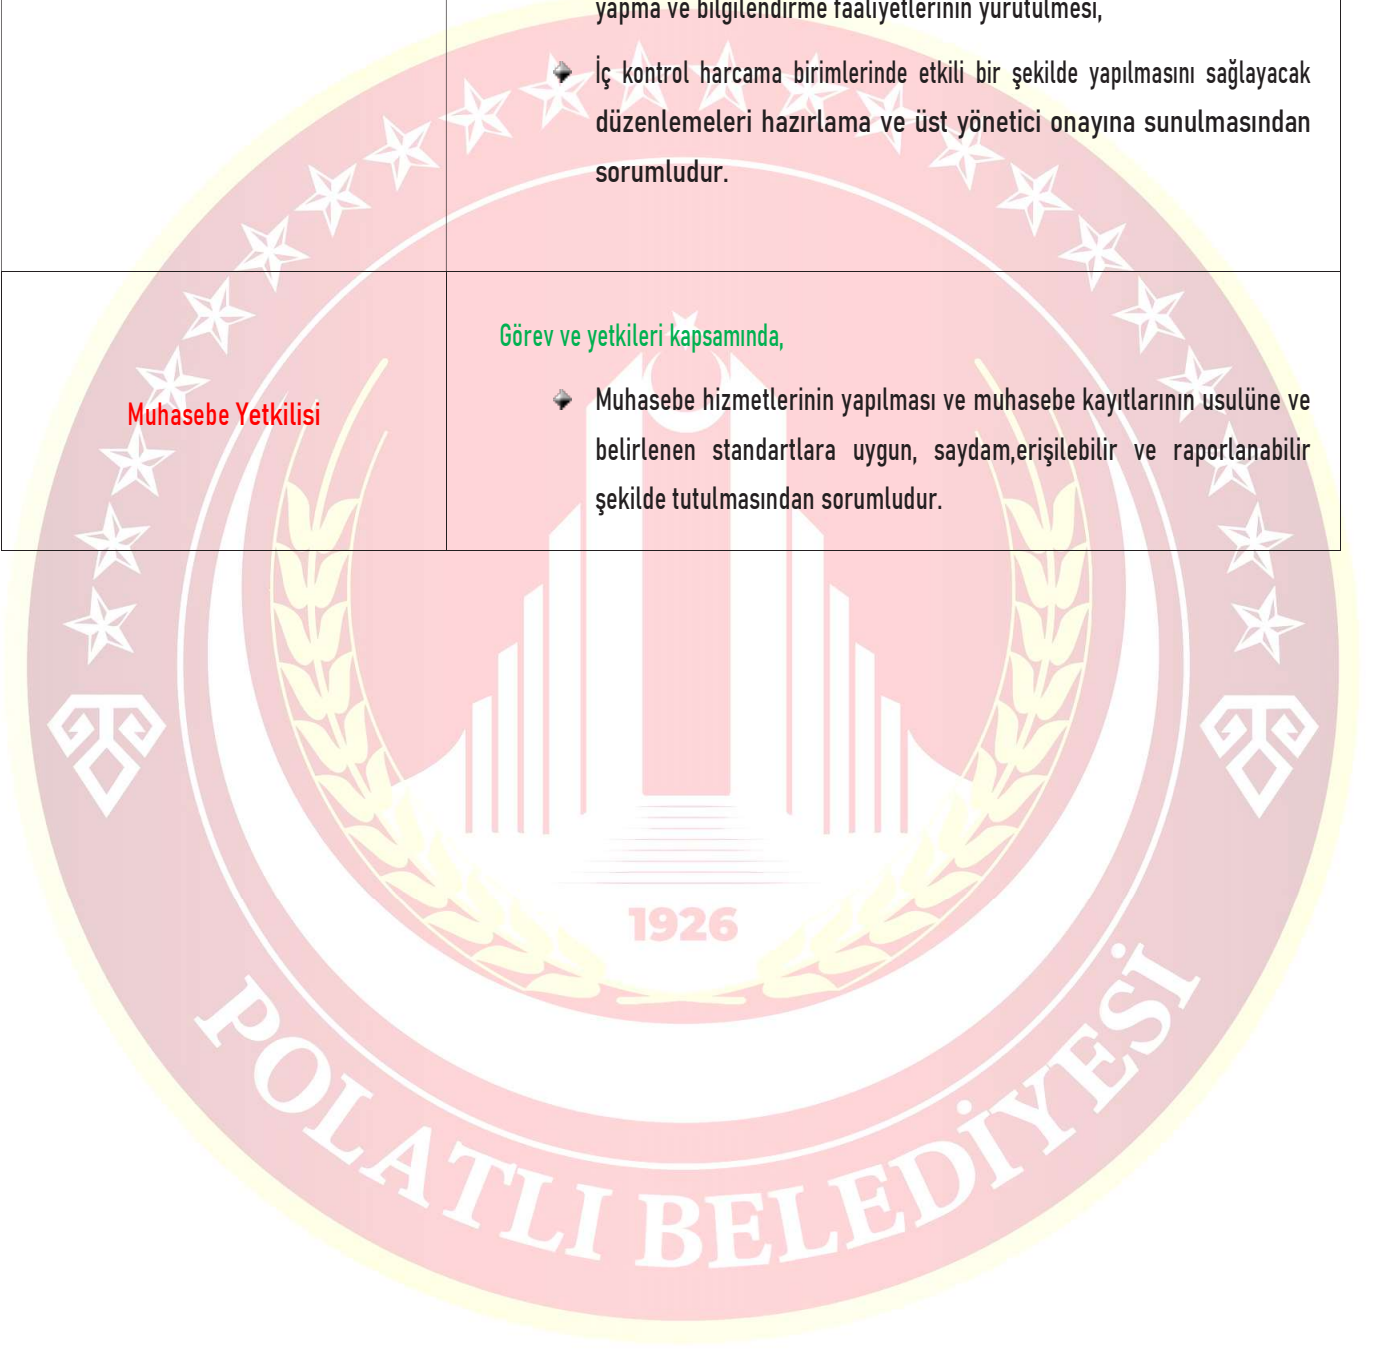 yapma ve bilgilendirme faaliyetlerinin yürütülmesi,
İç kontrol harcama birimlerinde etkili bir şekilde yapılmasını sağlayacak
düzenlemeleri hazırlama ve üst yönetici onayına sunulmasından
sorumludur.
Muhasebe Yetkilisi
Görev ve yetkileri kapsamında,
Muhasebe hizmetlerinin yapılması ve muhasebe kayıtlarının usulüne ve
belirlenen standartlara uygun, saydam,erişilebilir ve raporlanabilir
şekilde tutulmasından sorumludur.
1926
POLATLI BELEDİYESİ